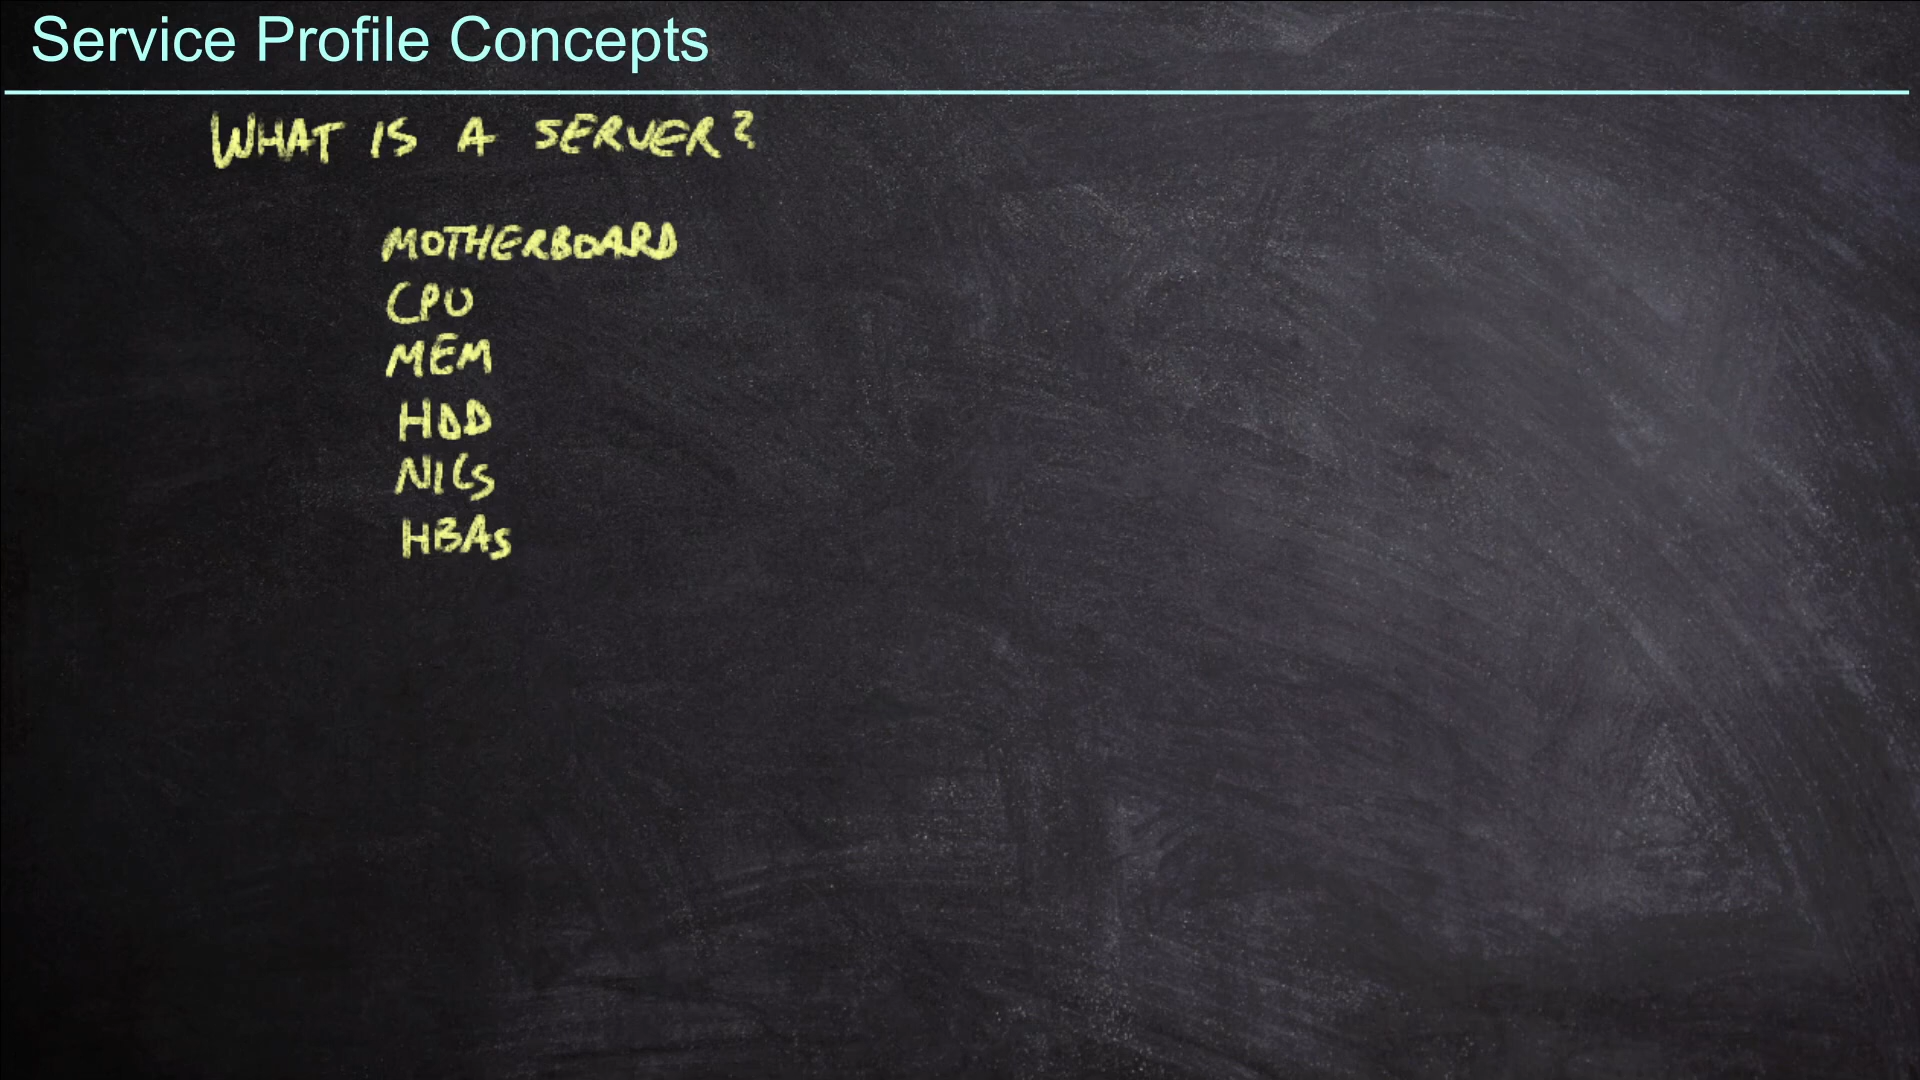 Service Profile Concepts
WHAT IS A SERVER?
MOTHERBOARD
CPU
MEM
HDD
NICs
HBAs